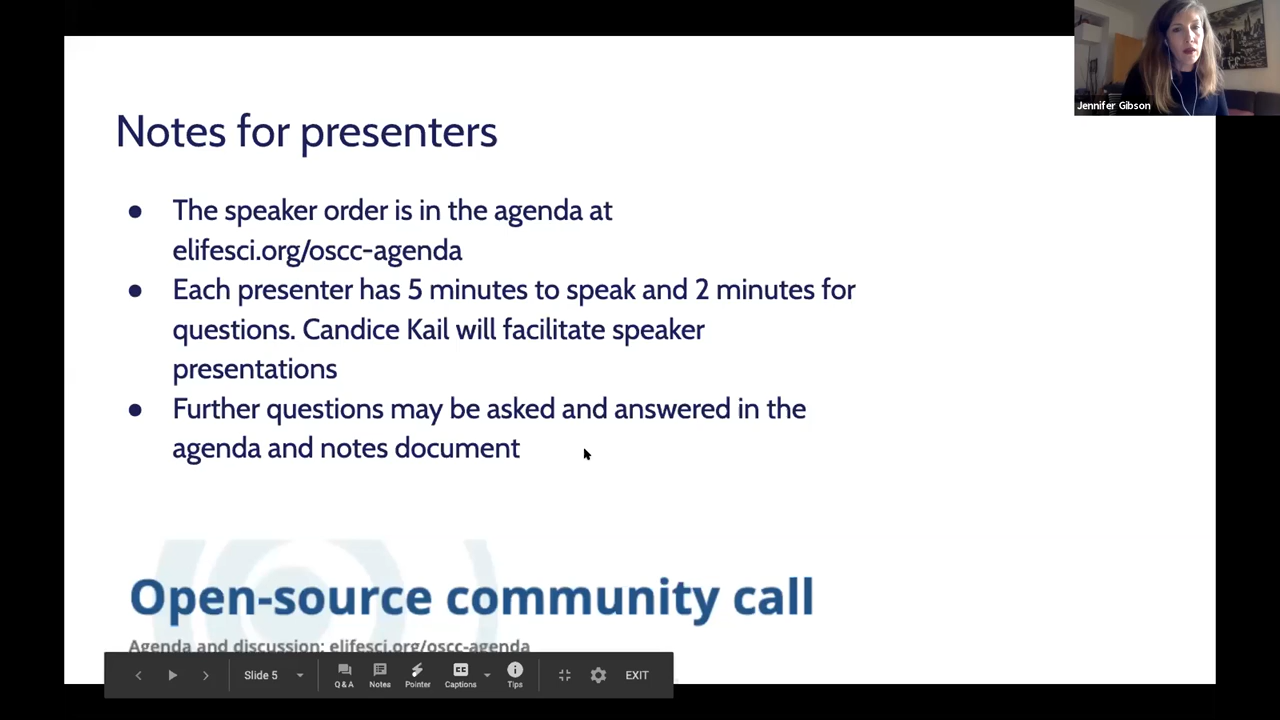 Jennifer Gibson
Notes for presenters
● The speaker order is in the agenda at
elifesci.org/oscc-agenda
● Each presenter has 5 minutes to speak and 2 minutes for
questions. Candice Kail will facilitate speaker
presentations
● Further questions may be asked and answered in the
agenda and notes document
Open-source community call
Agenda and discussion: elifesci.org/oscc-agenda
Slide 5
Q&A
Notes
Pointer
CC
Captions
Tips
EXIT